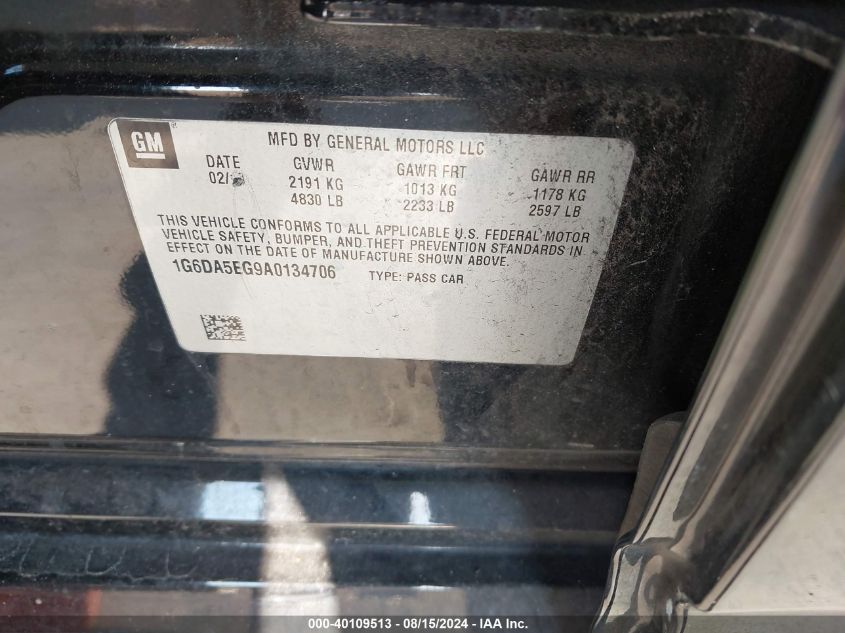 GM
MFD BY GENERAL MOTORS LLC
DATE GVWR GAWR FRT GAWR RR
02/ 2191 KG 1013 KG 1178 KG
4830 LB 2233 LB 2597 LB
THIS VEHICLE CONFORMS TO ALL APPLICABLE U.S. FEDERAL MOTOR
VEHICLE SAFETY, BUMPER, AND THEFT PREVENTION STANDARDS IN
EFFECT ON THE DATE OF MANUFACTURE SHOWN ABOVE.
1G6DA5EG9A0134706 TYPE: PASS CAR
000-40109513 - 08/15/2024 - © IAA Holdings, LLC.